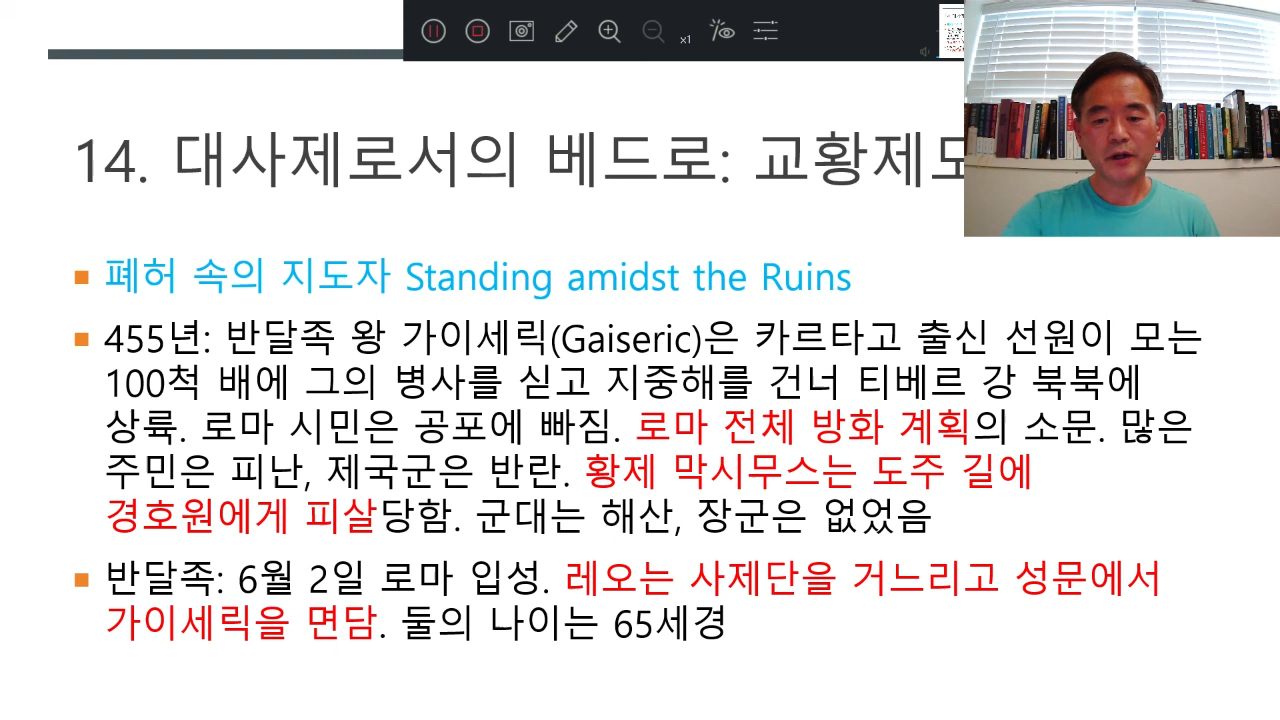 x1
14. 대사제로서의 베드로: 교황제도
폐허 속의 지도자 Standing amidst the Ruins
455년: 반달족 왕 가이세릭(Gaiseric)은 카르타고 출신 선원이 모는
100척 배에 그의 병사를 싣고 지중해를 건너 티베르 강 북북에
상륙. 로마 시민은 공포에 빠짐. 로마 전체 방화 계획의 소문. 많은
주민은 피난, 제국군은 반란. 황제 막시무스는 도주 길에
경호원에게 피살당함. 군대는 해산, 장군은 없었음
반달족: 6월 2일 로마 입성. 레오는 사제단을 거느리고 성문에서
가이세릭을 면담. 둘의 나이는 65세경